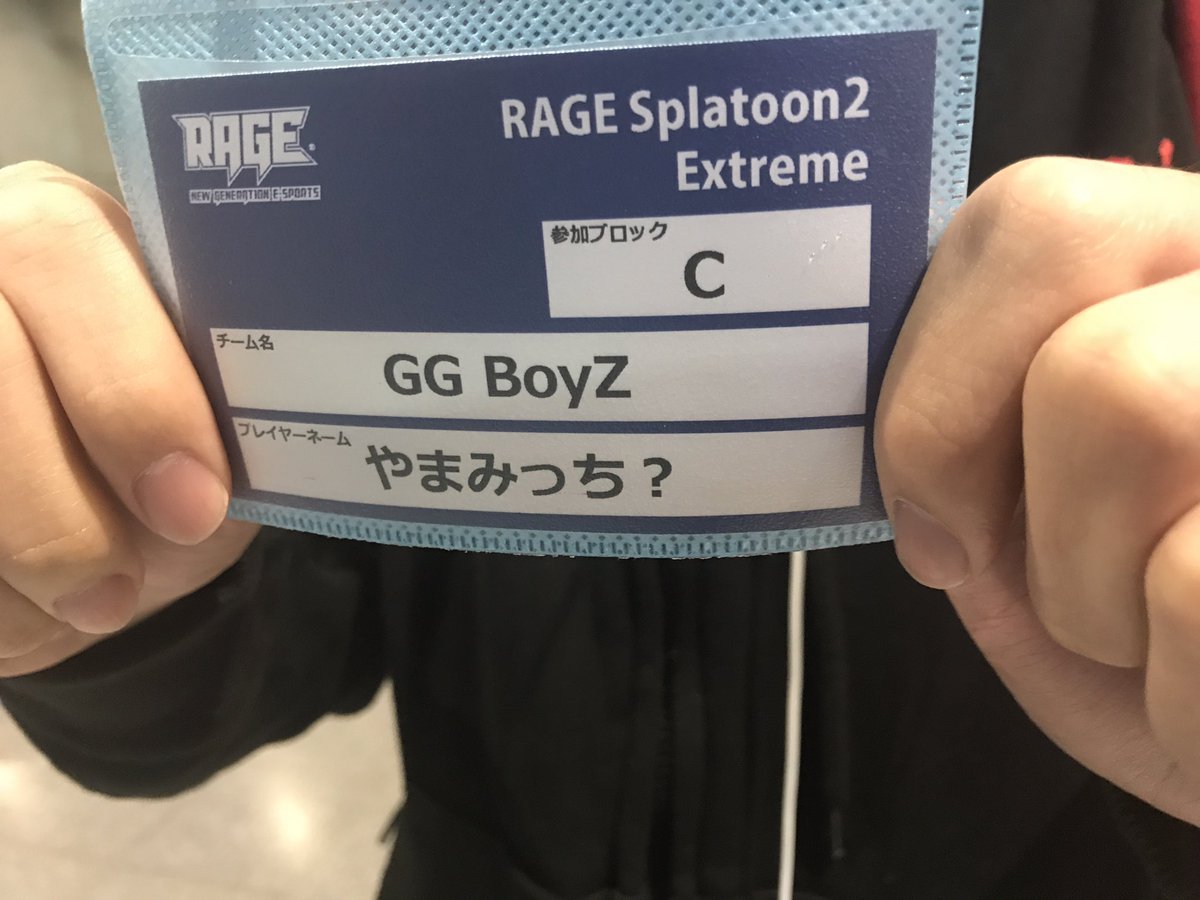 RAGE
NEW GENERATION E-SPORTS
RAGE Splatoon2
Extreme
参加ブロック
C
チーム名
GG BoyZ
プレイヤーネーム
やまみっち？